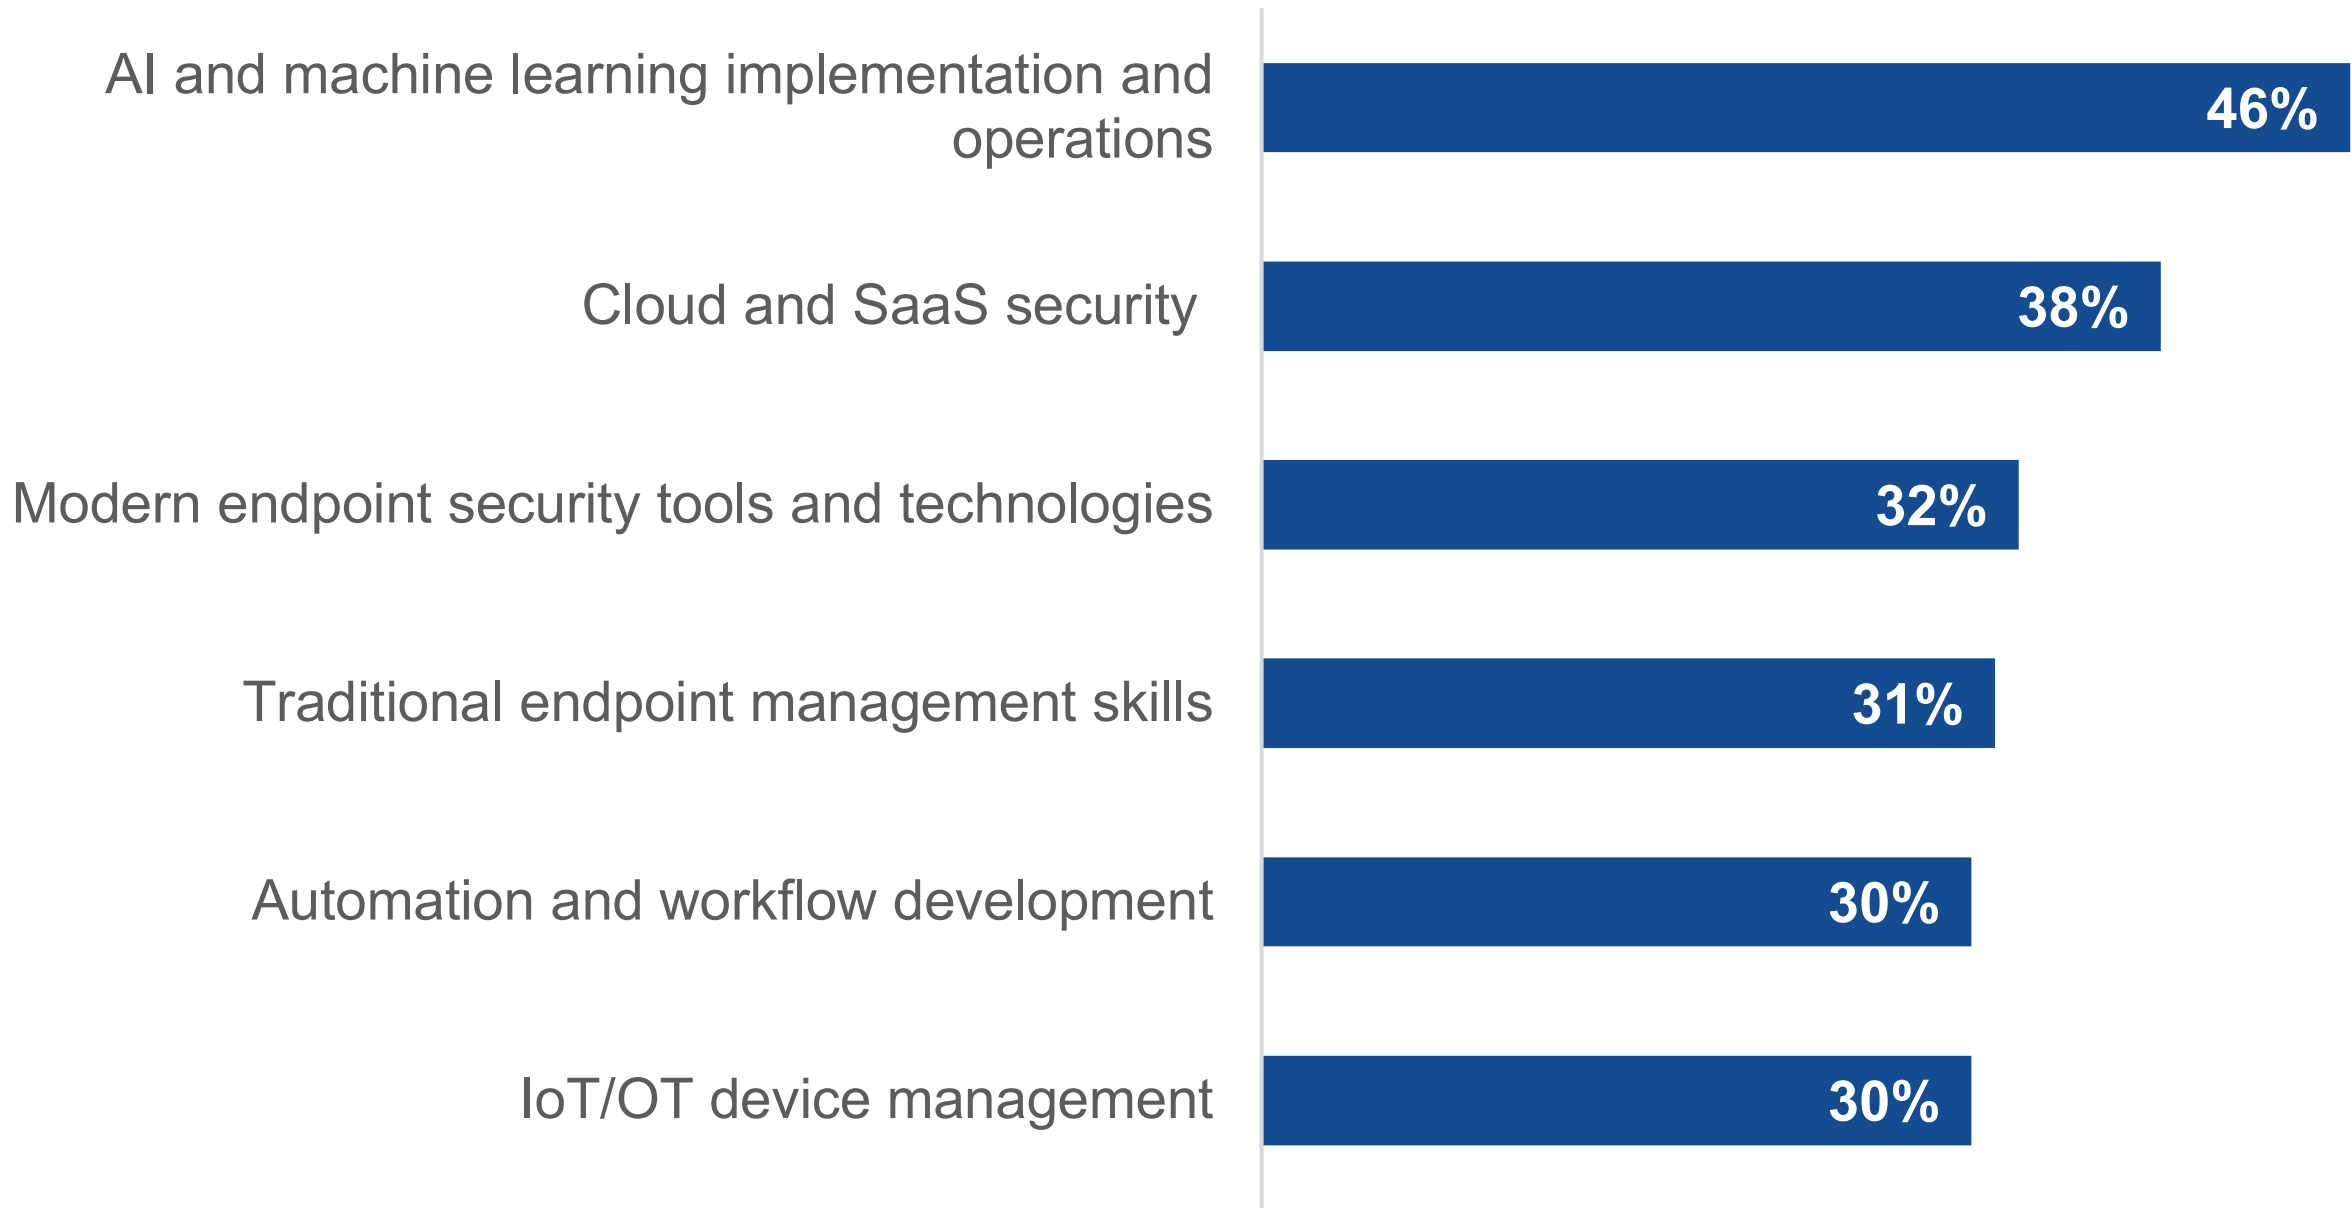 AI and machine learning implementation and
operations
46%
Cloud and SaaS security
38%
Modern endpoint security tools and technologies
32%
Traditional endpoint management skills
31%
Automation and workflow development
30%
IoT/OT device management
30%